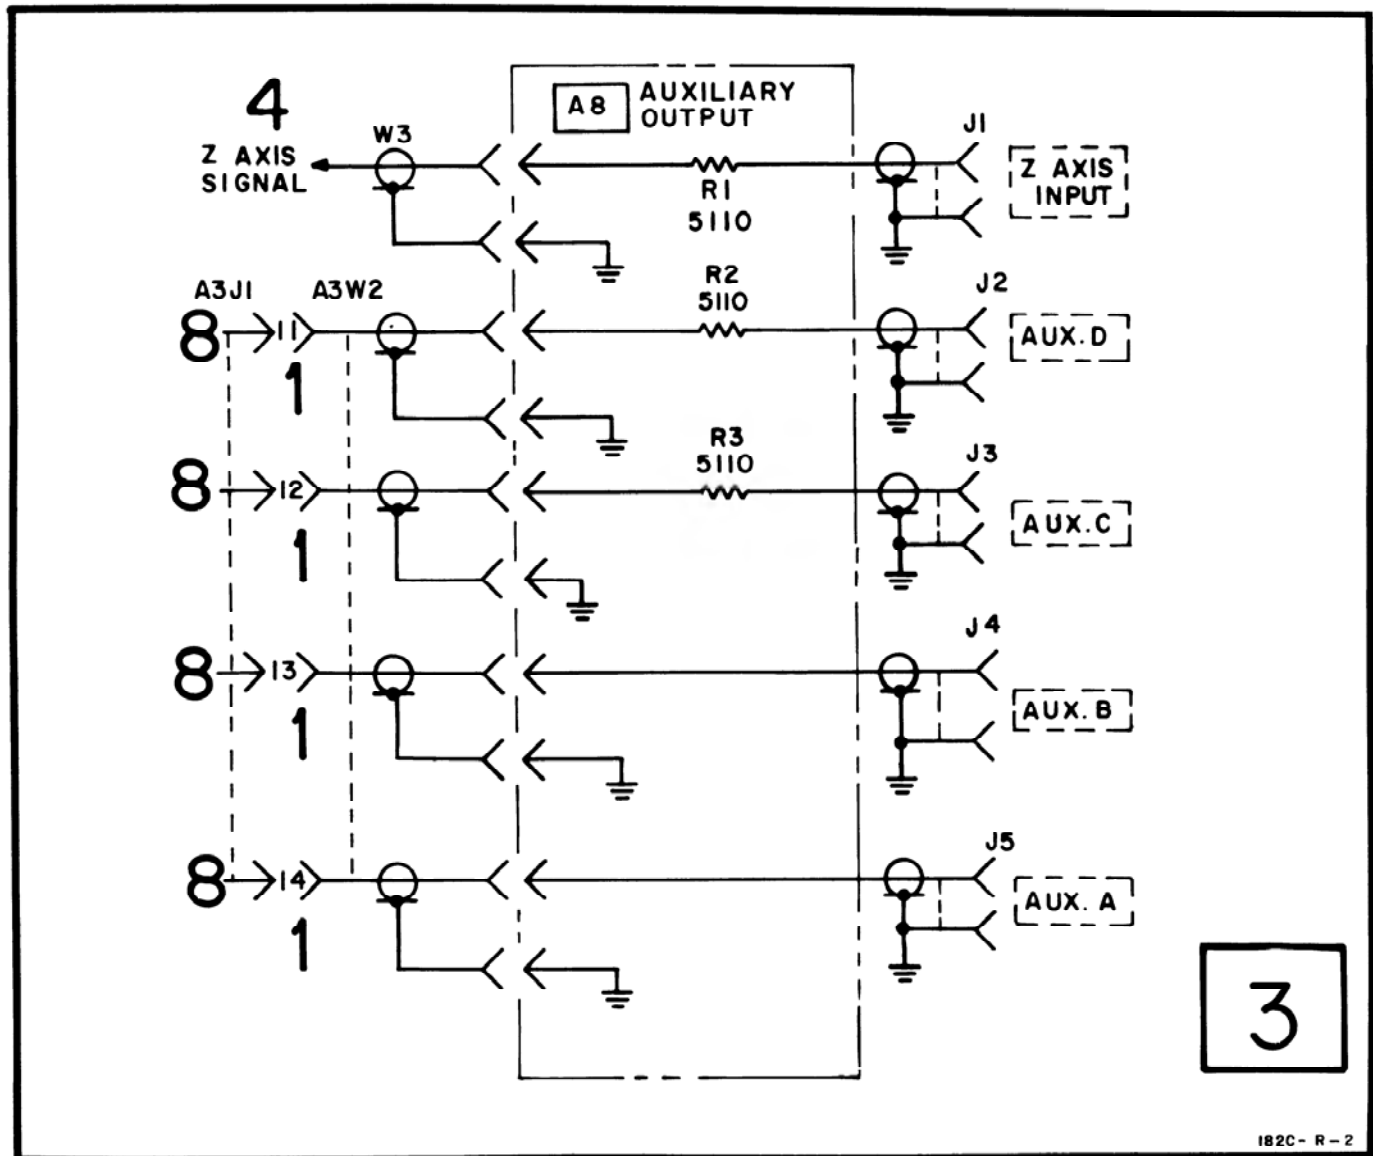 A8 AUXILIARY
OUTPUT
4
Z AXIS
SIGNAL
W3
R1
5110
J1
Z AXIS
INPUT
A3J1
A3W2
R2
5110
J2
8
11
1
AUX.D
R3
5110
J3
8
12
1
AUX.C
J4
8
13
1
AUX.B
J5
8
14
1
AUX. A
3
182C- R-2